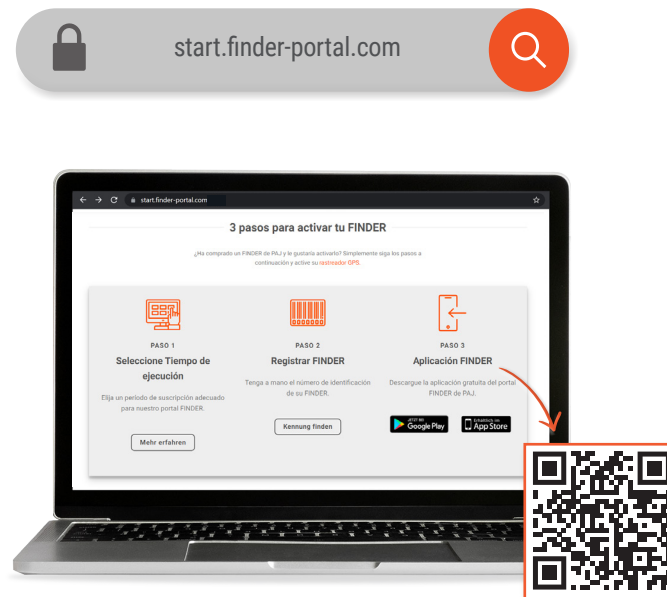 start.finder-portal.com
start.finder-portal.com
3 pasos para activar tu FINDER
¿Ha comprado un FINDER de PAJ y le gustaría activarlo? Simplemente siga los pasos a
continuación y active su rastreador GPS.
PASO 1
Seleccione Tiempo de
ejecución
Elija un período de suscripción adecuado
para nuestro portal FINDER.
Mehr erfahren
PASO 2
Registrar FINDER
Tenga a mano el número de identificación
de su FINDER.
Kennung finden
PASO 3
Aplicación FINDER
Descargue la aplicación gratuita del portal
FINDER de PAJ.
JETZT BEI
Google Play
Erhältlich im
App Store